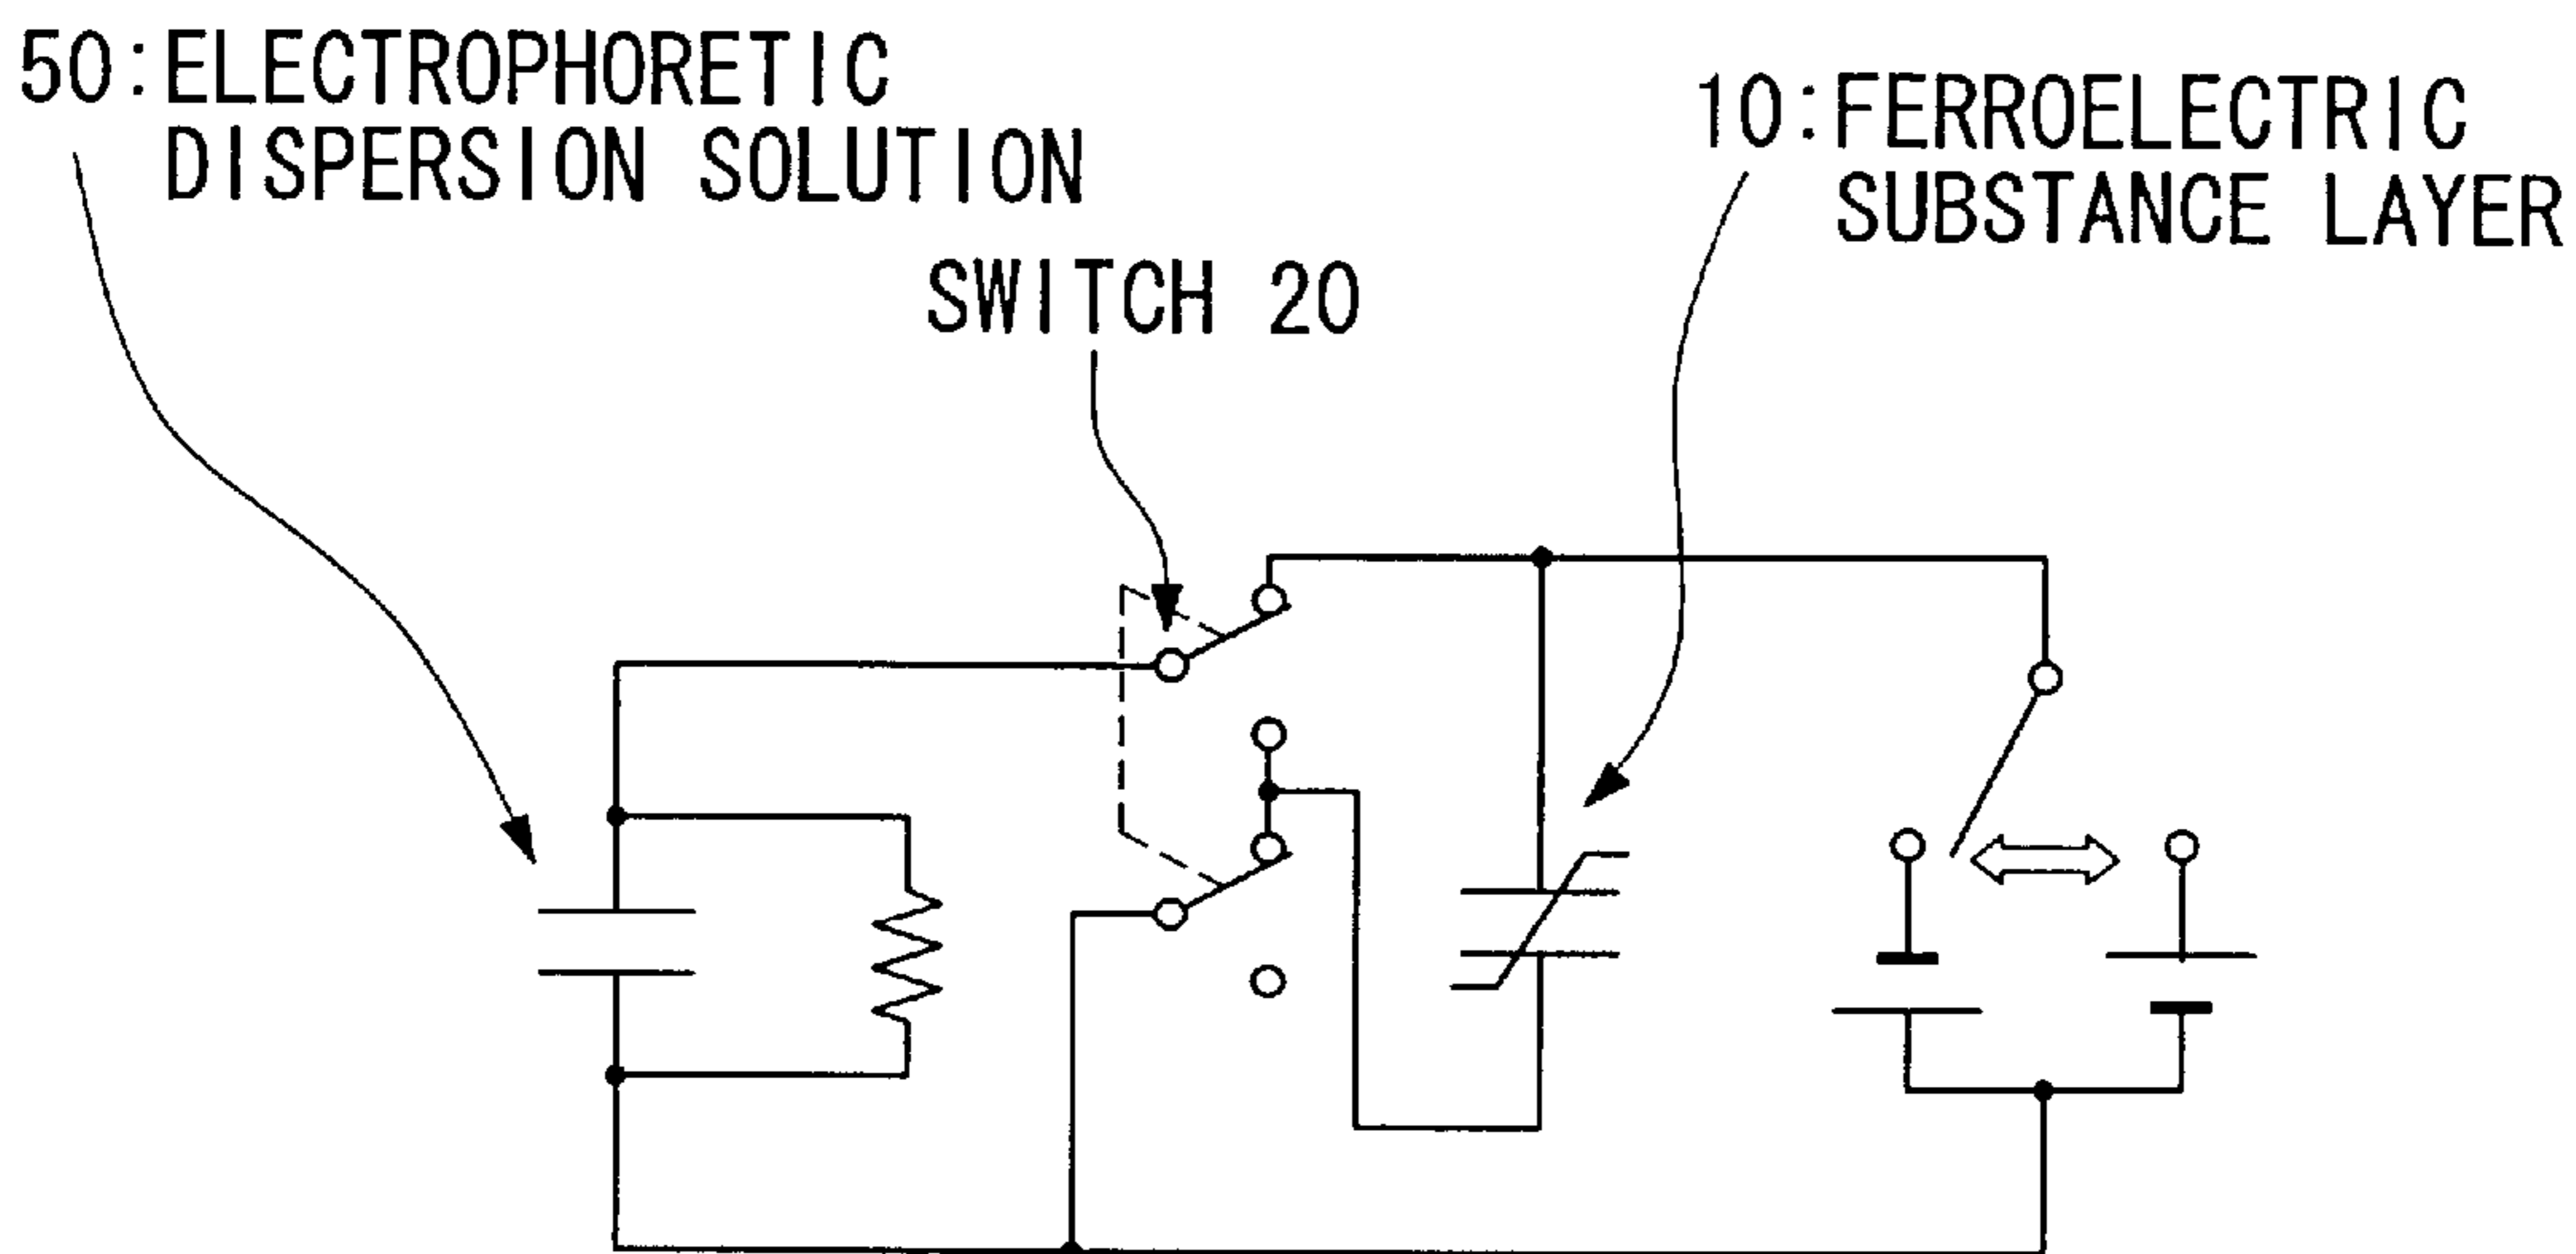 50:ELECTROPHORETIC
DISPERSION SOLUTION
10:FERROELECTRIC
SUBSTANCE LAYER
SWITCH 20